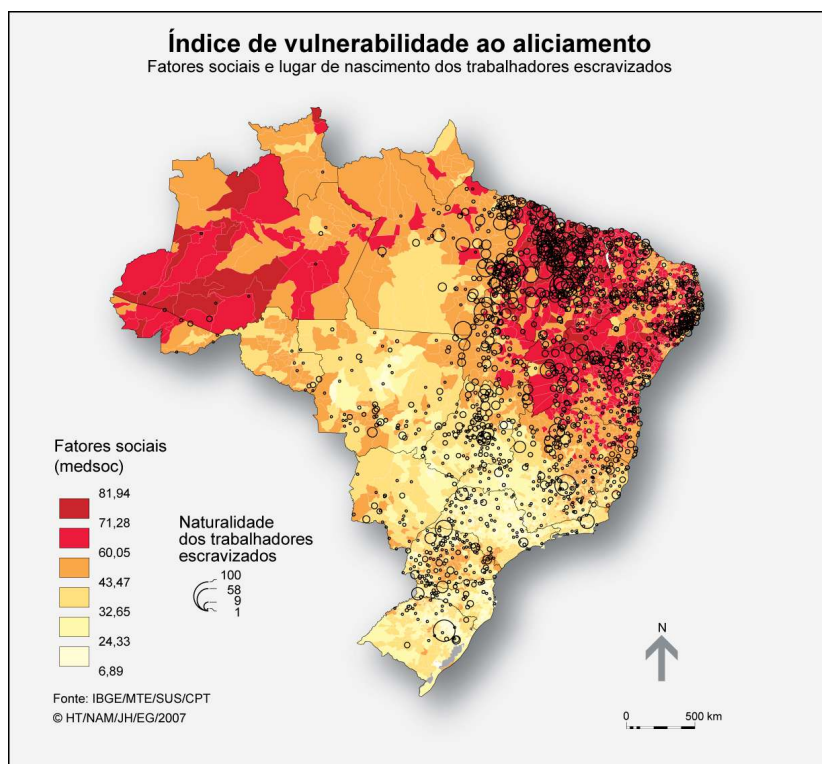 Índice de vulnerabilidade ao aliciamento
Fatores sociais e lugar de nascimento dos trabalhadores escravizados
Fatores sociais
(medsoc)
81,94
71,28
60,05
43,47
32,65
24,33
6,89
Naturalidade
dos trabalhadores
escravizados
100
58
9
1
Fonte: IBGE/MTE/SUS/CPT
© HT/NAM/JH/EG/2007
N
0 500 km